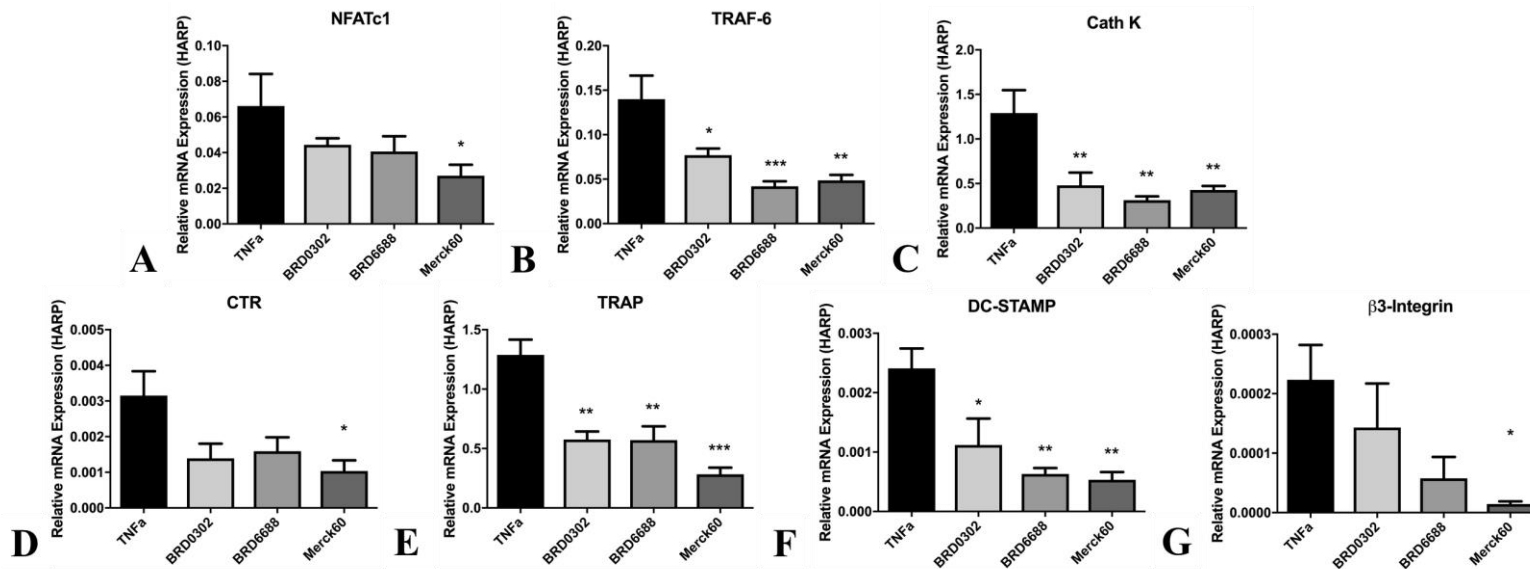 NFATc1
Relative mRNA Expression (HARP)
0.10
0.08
0.06
0.04
0.02
0.00
*
TNFa
BRD0302
BRD6688
Merck60
A
TRAF-6
Relative mRNA Expression (HARP)
0.20
0.15
0.10
0.05
0.00
*
***
**
TNFa
BRD0302
BRD6688
Merck60
B
Cath K
Relative mRNA Expression (HARP)
2.0
1.5
1.0
0.5
0.0
**
**
**
TNFa
BRD0302
BRD6688
Merck60
C
CTR
Relative mRNA Expression (HARP)
0.005
0.004
0.003
0.002
0.001
0.000
*
TNFa
BRD0302
BRD6688
Merck60
D
TRAP
Relative mRNA Expression (HARP)
1.5
1.0
0.5
0.0
**
**
***
TNFa
BRD0302
BRD6688
Merck60
E
DC-STAMP
Relative mRNA Expression (HARP)
0.003
0.002
0.001
0.000
*
**
**
TNFa
BRD0302
BRD6688
Merck60
F
β3-Integrin
Relative mRNA Expression (HARP)
0.0003
0.0002
0.0001
0.0000
*
TNFa
BRD0302
BRD6688
Merck60
G